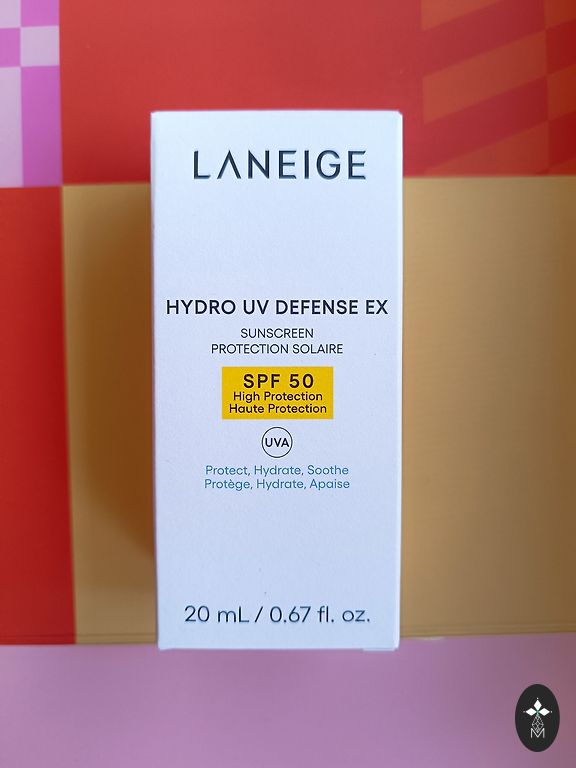 LANEIGE
HYDRO UV DEFENSE EX
SUNSCREEN
PROTECTION SOLAIRE
SPF 50
High Protection
Haute Protection
UVA
Protect, Hydrate, Soothe
Protège, Hydrate, Apaise
20 mL / 0.67 fl. oz.
M